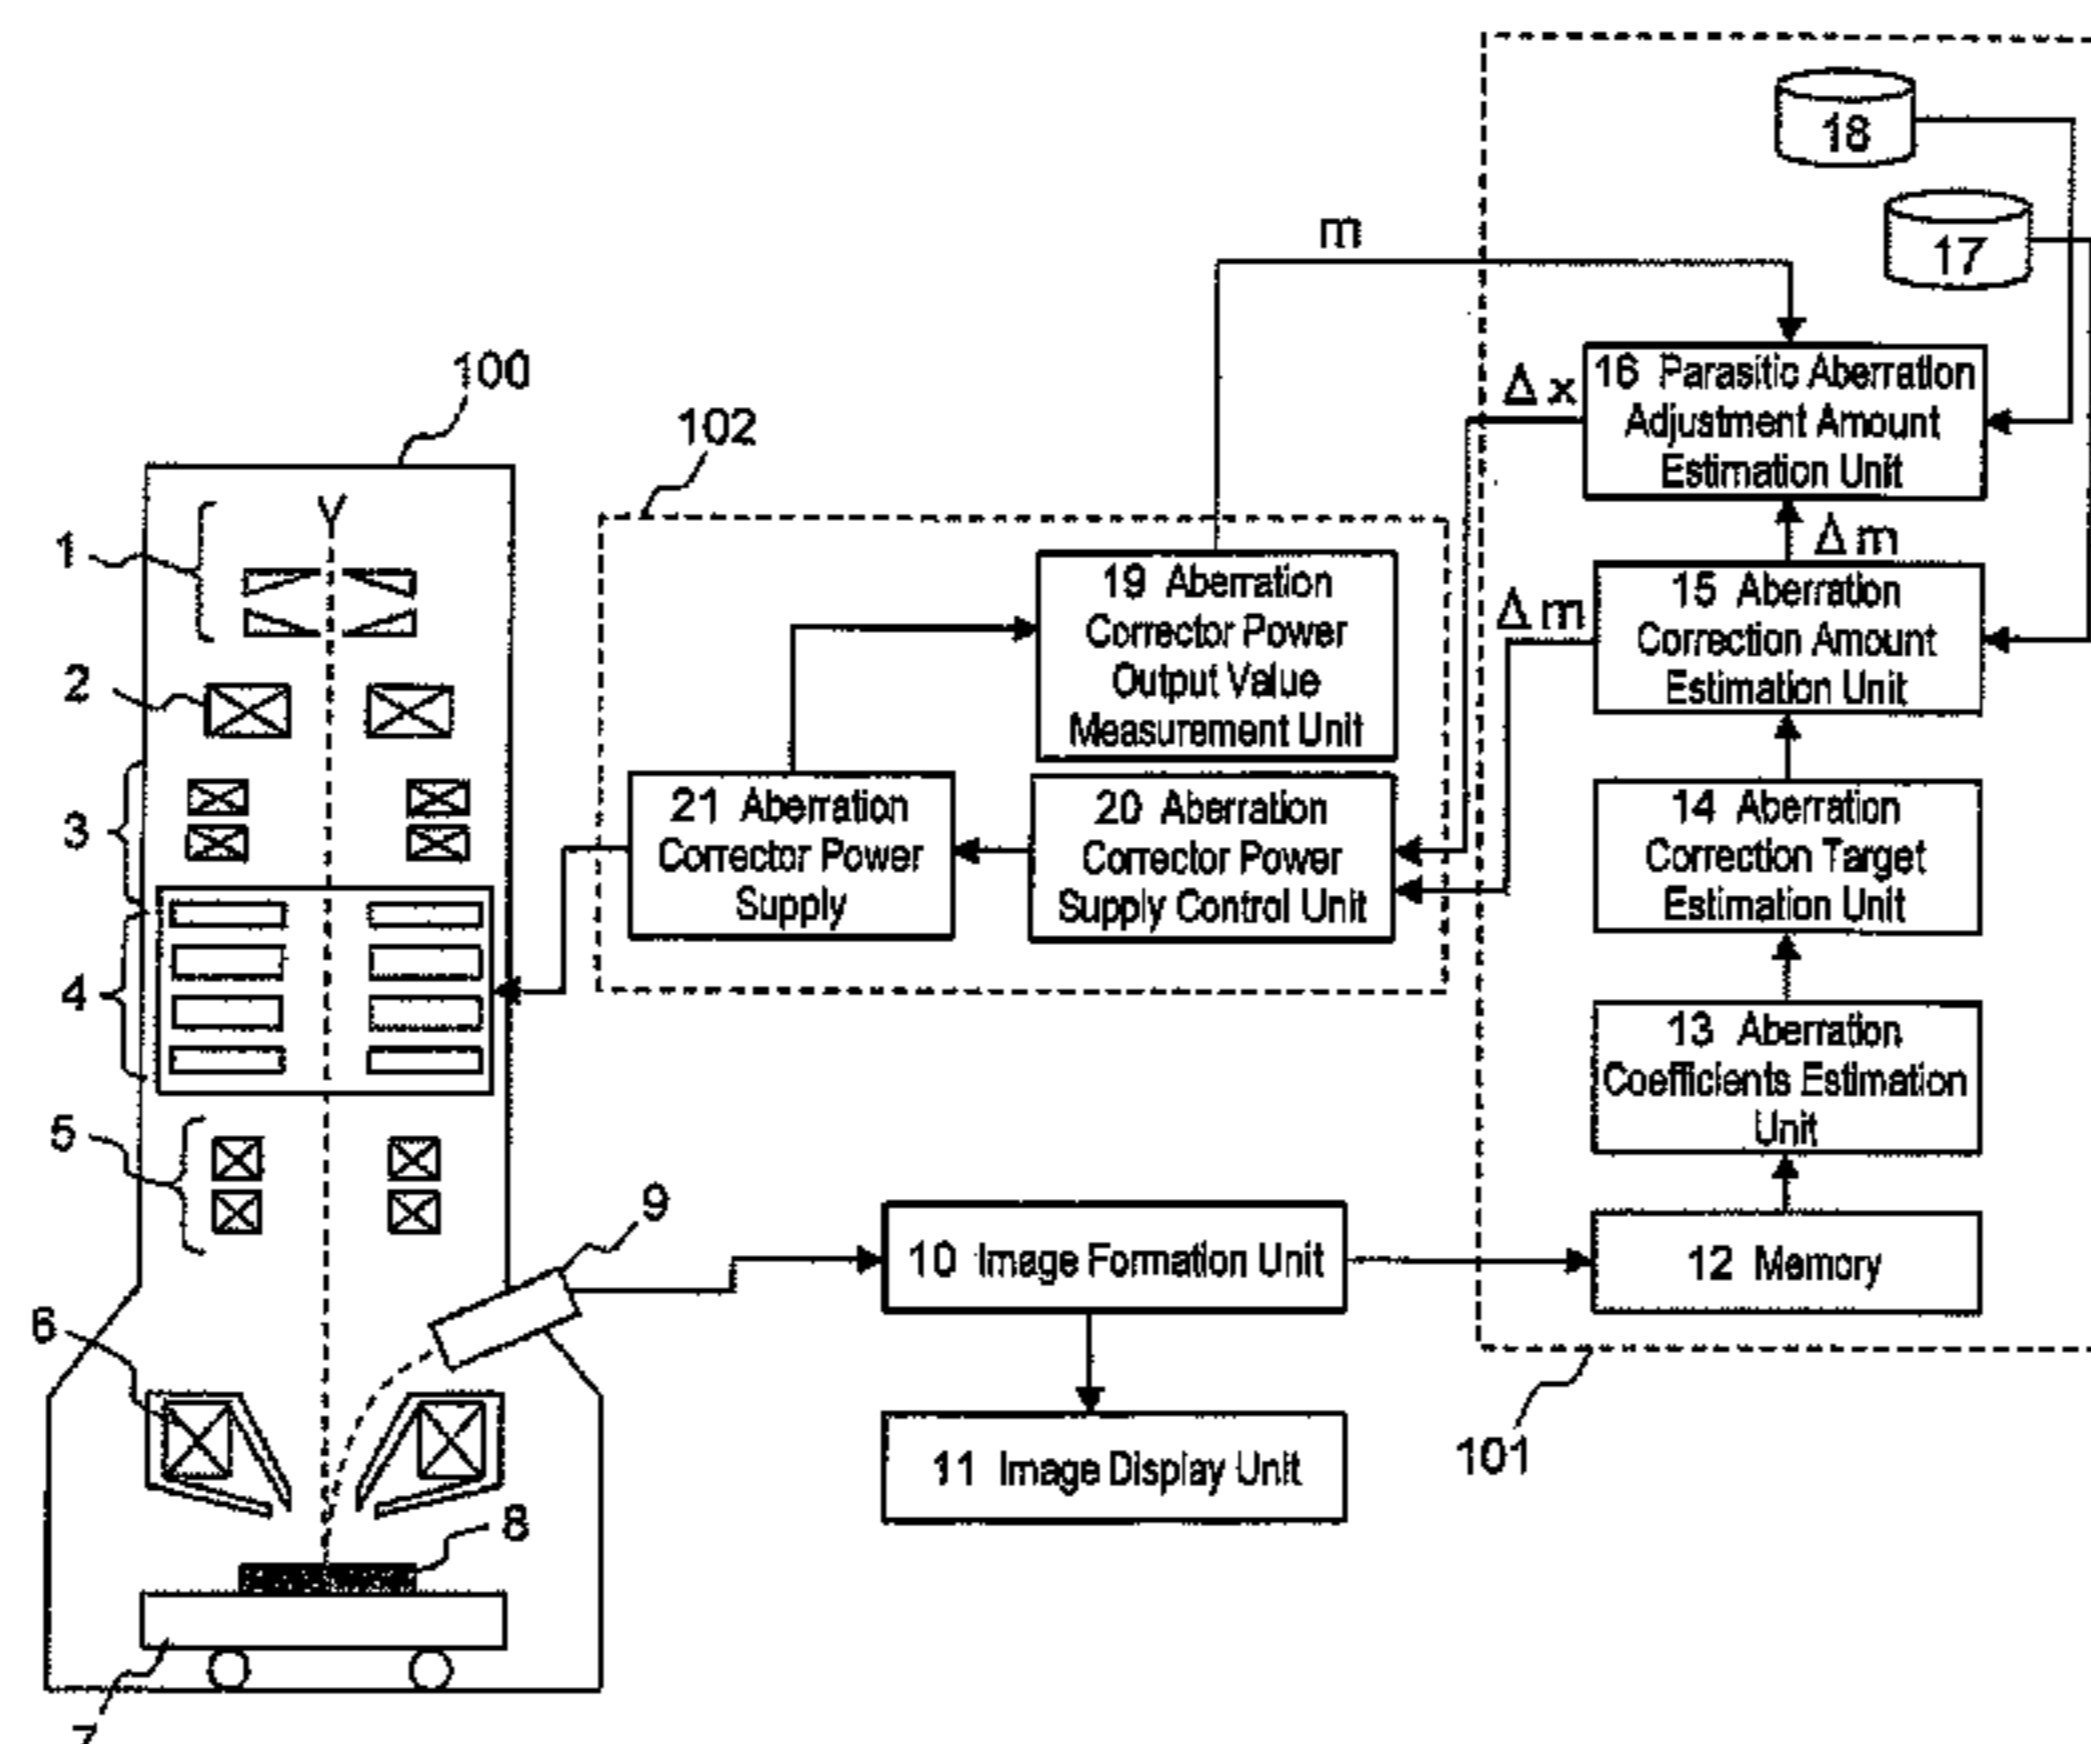 18
17
m
16 Parasitic Aberration
Adjustment Amount
Estimation Unit
Δx
Δm
100
102
1
19 Aberration
Corrector Power
Output Value
Measurement Unit
Δm
15 Aberration
Correction Amount
Estimation Unit
2
3
21 Aberration
Corrector Power
Supply
20 Aberration
Corrector Power
Supply Control Unit
14 Aberration
Correction Target
Estimation Unit
4
13 Aberration
Coefficients Estimation
Unit
5
9
10 Image Formation Unit
12 Memory
6
11 Image Display Unit
101
8
7